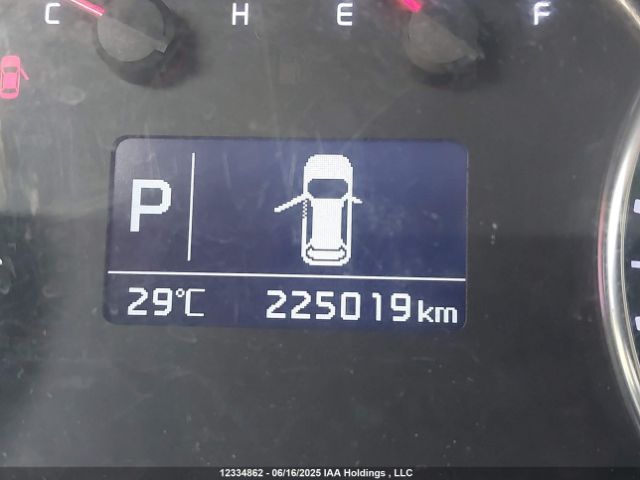 C H E F
P
29°C 225019km
12334862 - 06/16/2025 IAA Holdings , LLC